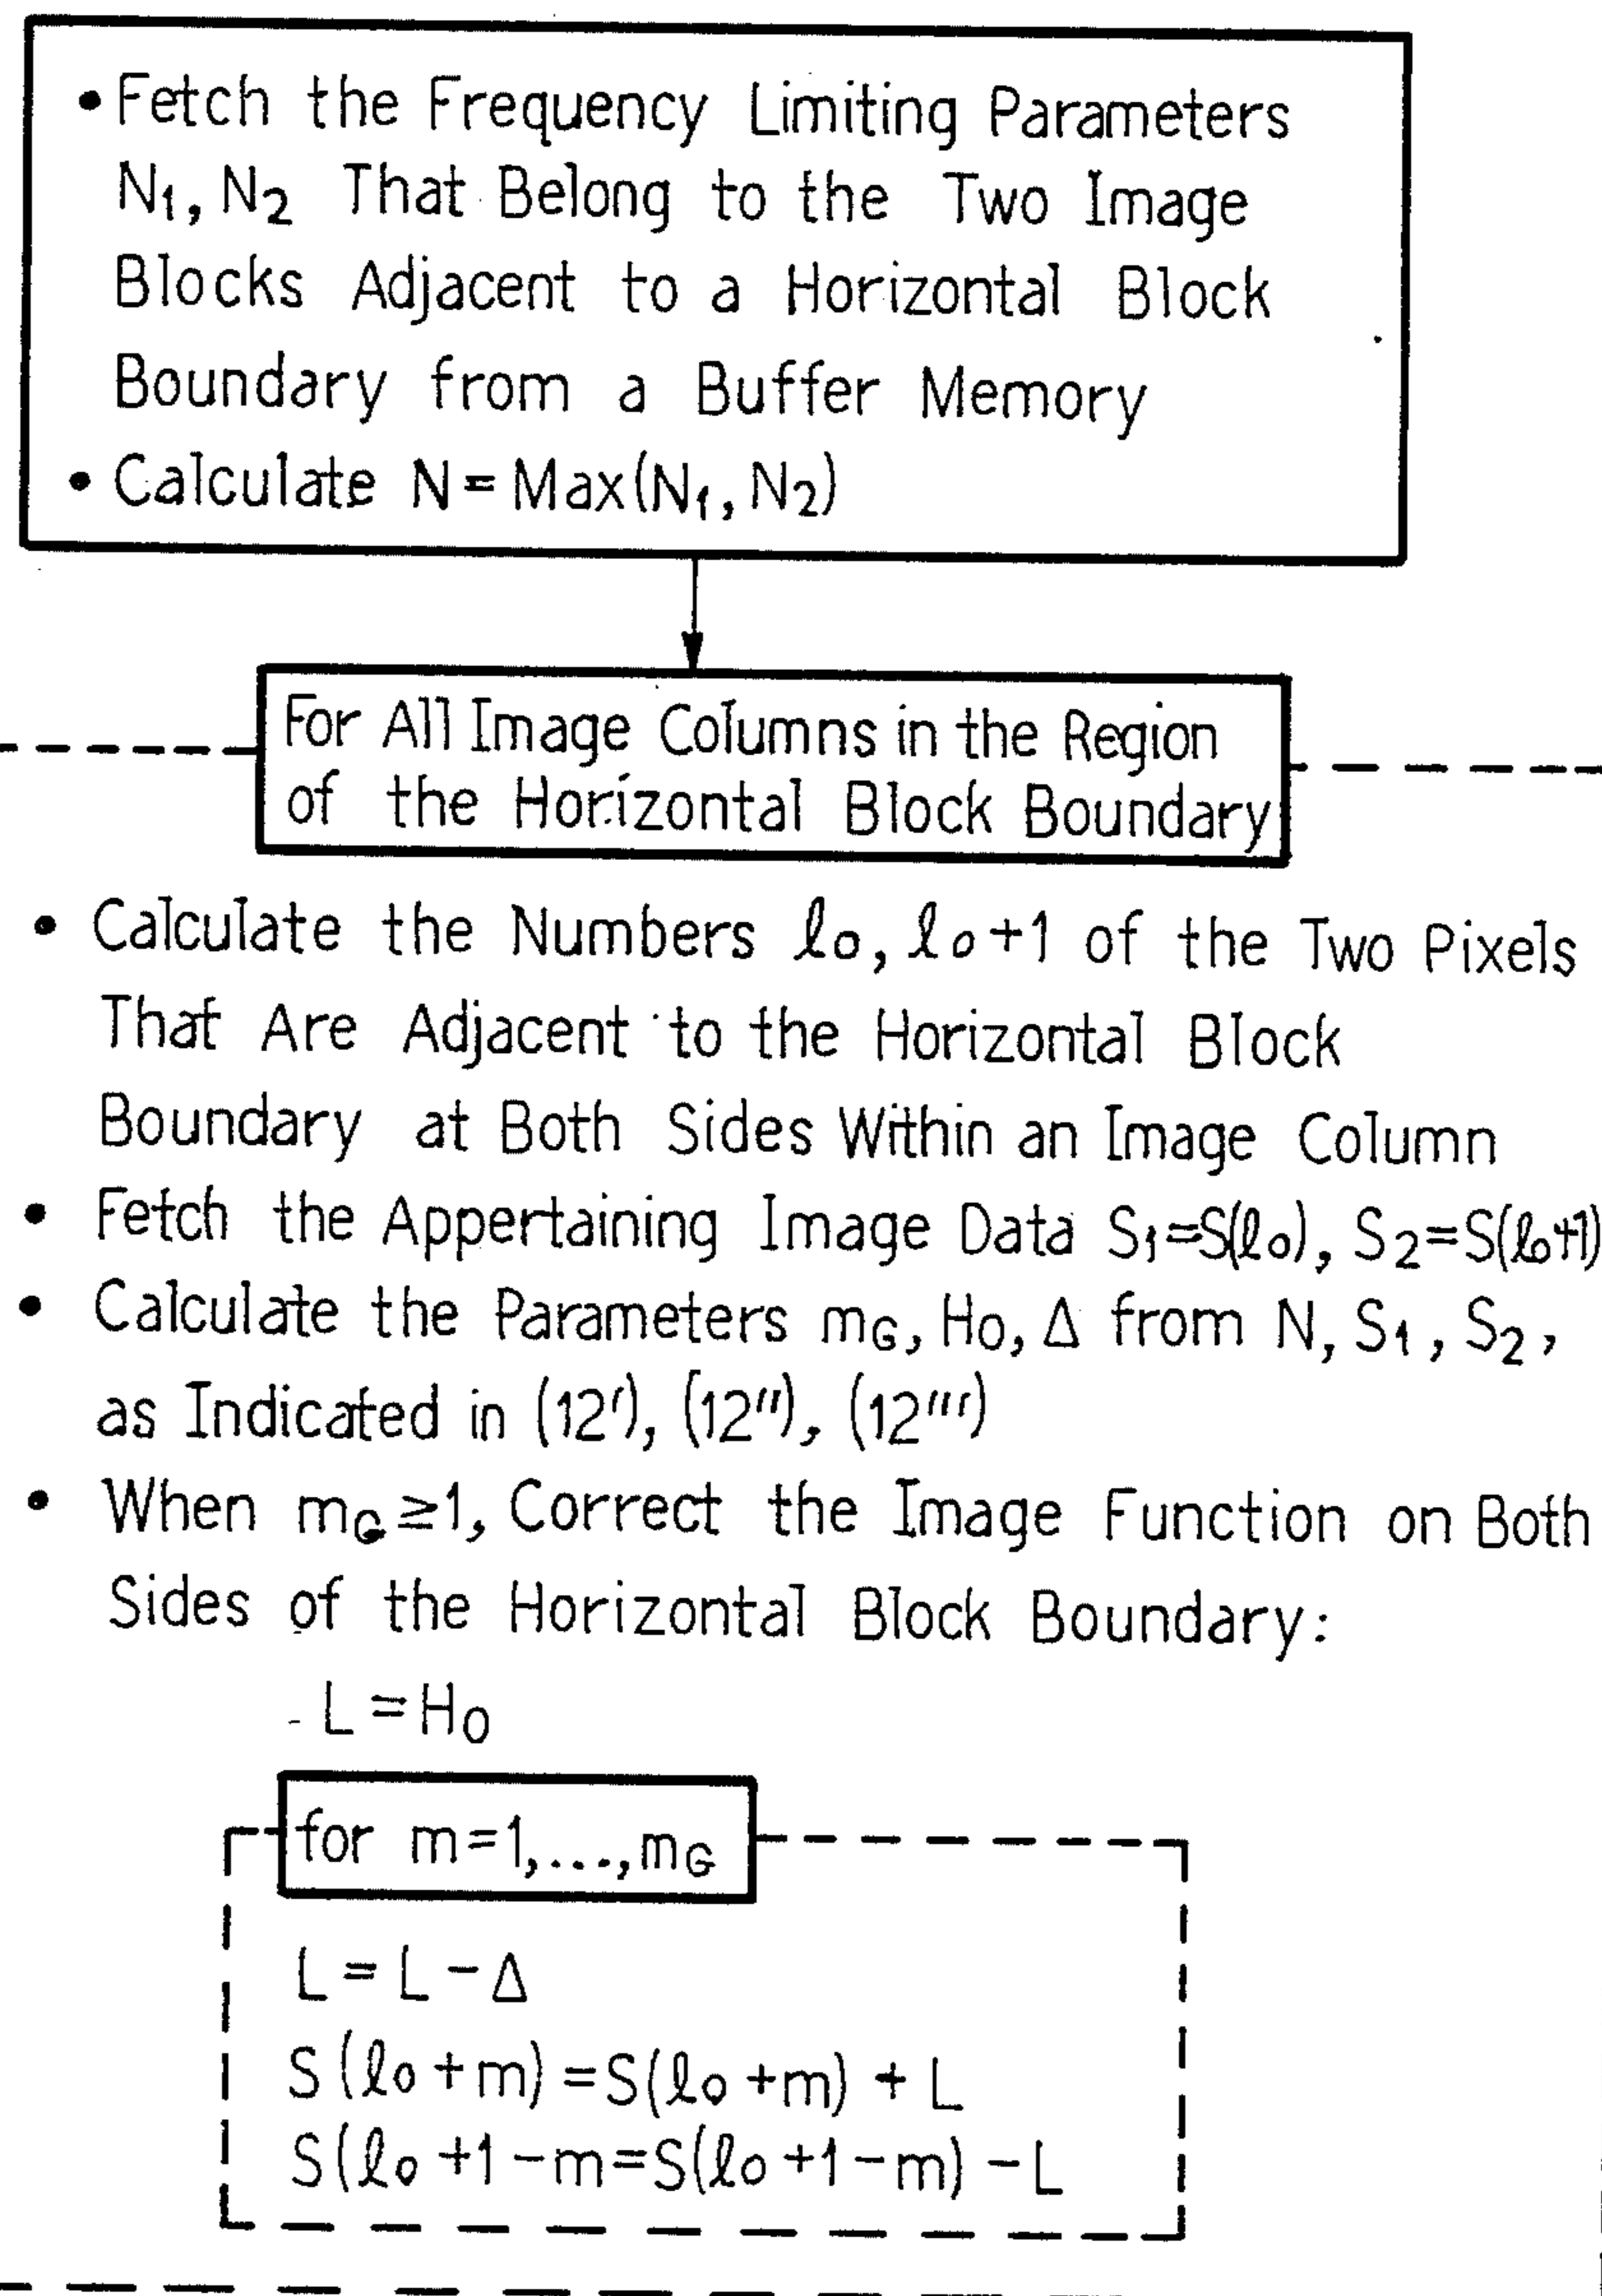 • Fetch the Frequency Limiting Parameters
N₁, N₂ That Belong to the Two Image
Blocks Adjacent to a Horizontal Block
Boundary from a Buffer Memory
• Calculate N = Max(N₁, N₂)
For All Image Columns in the Region
of the Horizontal Block Boundary
• Calculate the Numbers ℓ₀, ℓ₀+1 of the Two Pixels
That Are Adjacent to the Horizontal Block
Boundary at Both Sides Within an Image Column
• Fetch the Appertaining Image Data S₁=S(ℓ₀), S₂=S(ℓ₀+1)
• Calculate the Parameters m_G, H₀, Δ from N, S₁, S₂,
as Indicated in (12′), (12″), (12‴)
• When m_G ≥ 1, Correct the Image Function on Both
Sides of the Horizontal Block Boundary:
L = H₀
for m=1,...,m_G
L = L − Δ
S(ℓ₀+m) = S(ℓ₀+m) + L
S(ℓ₀+1−m=S(ℓ₀+1−m) − L